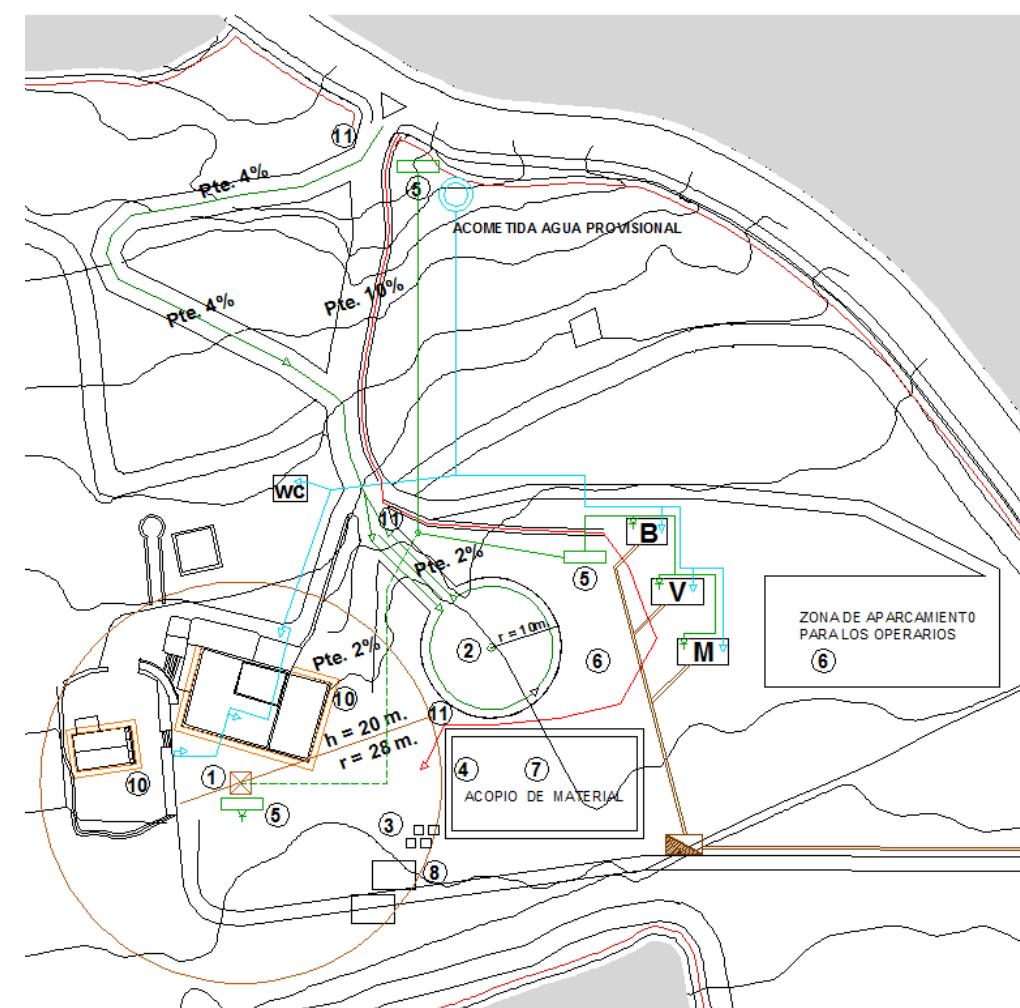 11
Pte. 4%
5
ACOMETIDA AGUA PROVISIONAL
Pte. 4%
Pte. 10%
WC
11
B
Pte. 2%
5
V
r = 10m.
ZONA DE APARCAMIENTO
PARA LOS OPERARIOS
2
M
6
6
Pte. 2%
10
11
h = 20 m.
r = 28 m.
1
10
4
7
ACOPIO DE MATERIAL
5
3
8